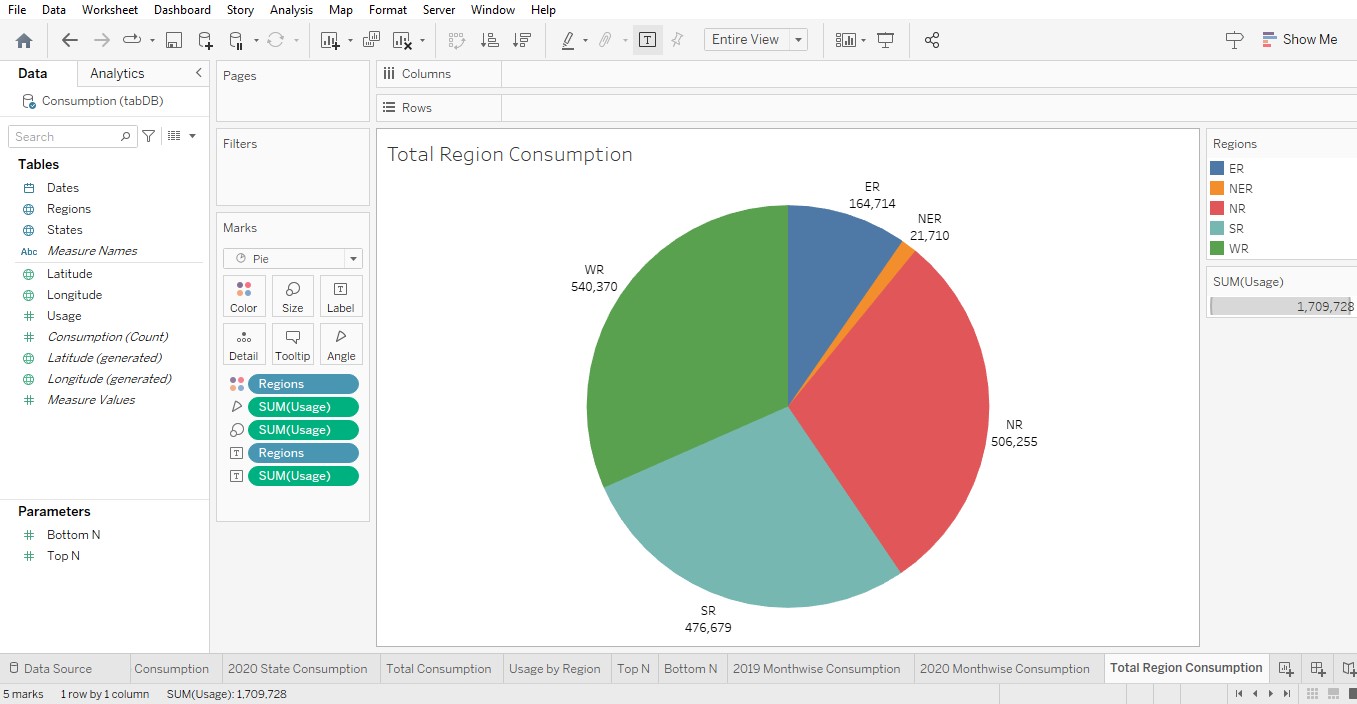 File Data Worksheet Dashboard Story Analysis Map Format Server Window Help
Entire View
Show Me
Data Analytics
Consumption (tabDB)
Search
Tables
Dates
Regions
States
Abc Measure Names
Latitude
Longitude
Usage
Consumption (Count)
Latitude (generated)
Longitude (generated)
Measure Values
Parameters
Bottom N
Top N
Pages
Filters
Marks
Pie
Color Size Label
Detail Tooltip Angle
Regions
SUM(Usage)
SUM(Usage)
Regions
SUM(Usage)
Columns
Rows
Total Region Consumption
ER
164,714
NER
21,710
WR
540,370
NR
506,255
SR
476,679
Regions
ER
NER
NR
SR
WR
SUM(Usage)
1,709,728
Data Source Consumption 2020 State Consumption Total Consumption Usage by Region Top N Bottom N 2019 Monthwise Consumption 2020 Monthwise Consumption Total Region Consumption
5 marks 1 row by 1 column SUM(Usage): 1,709,728